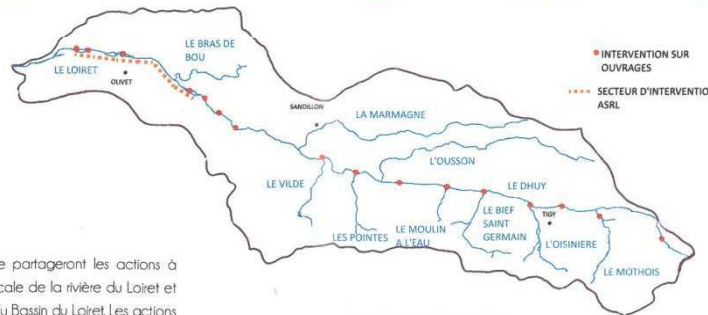 LE BRAS DE
BOU
LE LOIRET
OLIVET
INTERVENTION SUR
OUVRAGES
SECTEUR D'INTERVENTIO
ASRL
SANDILLON
LA MARMAGNE
L'OUSSON
LE VILDE
LE DHUY
LES POINTES
LE MOULIN
A L'EAU
LE BIEF
SAINT
GERMAIN
TIGY
L'OISINIERE
LE MOTHOIS
e partageront les actions à
cale de la rivière du Loiret et
u Bassin du Loiret. Les actions